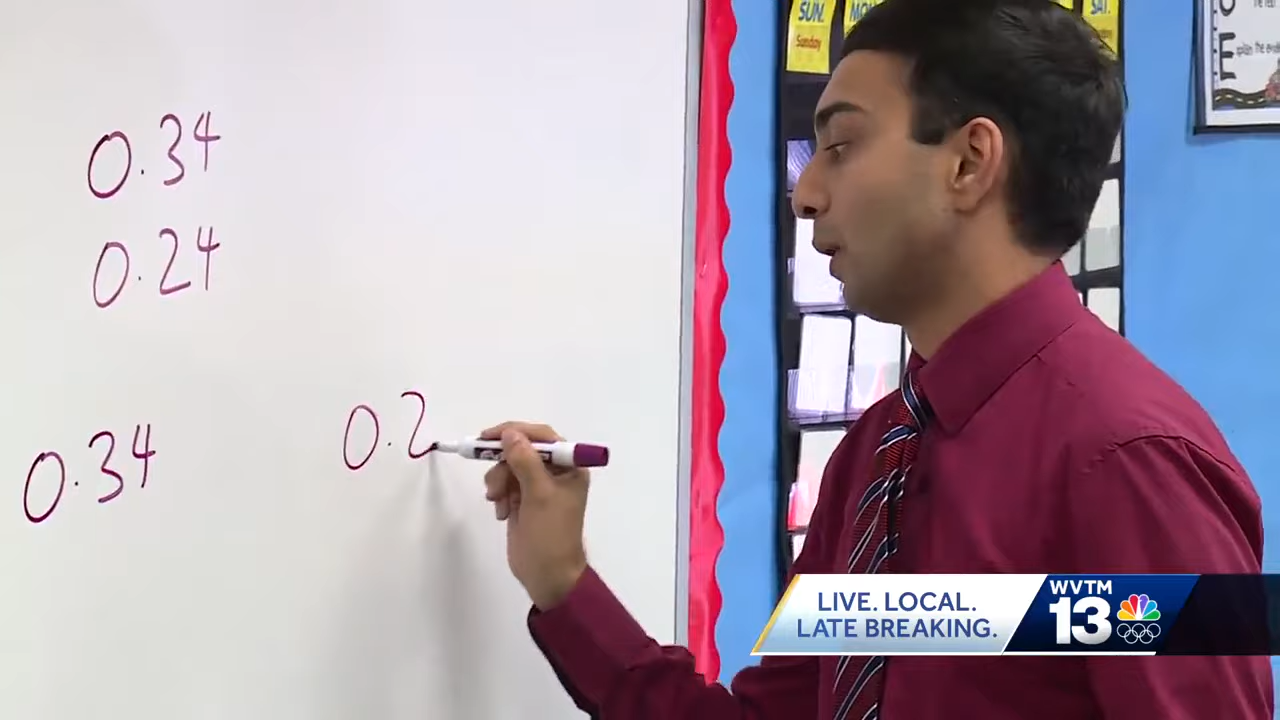 SUN.
Sunday
MON
SAT.
0.34
0.24
0.34 0.2
LIVE. LOCAL.
LATE BREAKING.
WVTM
13